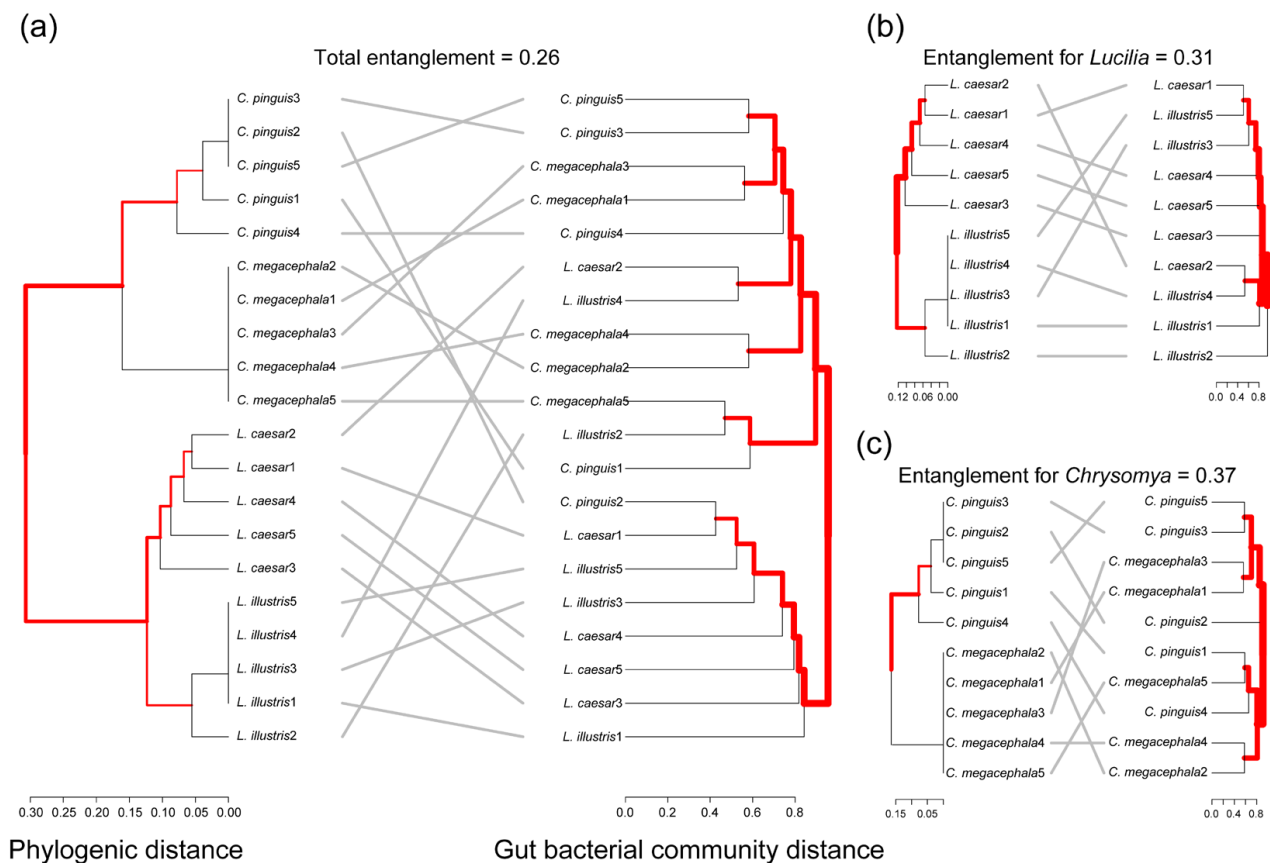 (a)
Total entanglement = 0.26
C. pinguis3
C. pinguis2
C. pinguis5
C. pinguis1
C. pinguis4
C. megacephala2
C. megacephala1
C. megacephala3
C. megacephala4
C. megacephala5
L. caesar2
L. caesar1
L. caesar4
L. caesar5
L. caesar3
L. illustris5
L. illustris4
L. illustris3
L. illustris1
L. illustris2
0.30 0.25 0.20 0.15 0.10 0.05 0.00
Phylogenic distance
C. pinguis5
C. pinguis3
C. megacephala3
C. megacephala1
C. pinguis4
L. caesar2
L. illustris4
C. megacephala4
C. megacephala2
C. megacephala5
L. illustris2
C. pinguis1
C. pinguis2
L. caesar1
L. illustris5
L. illustris3
L. caesar4
L. caesar5
L. caesar3
L. illustris1
0.0 0.2 0.4 0.6 0.8
Gut bacterial community distance
(b)
Entanglement for Lucilia = 0.31
L. caesar2
L. caesar1
L. caesar4
L. caesar5
L. caesar3
L. illustris5
L. illustris4
L. illustris3
L. illustris1
L. illustris2
0.12 0.06 0.00
L. caesar1
L. illustris5
L. illustris3
L. caesar4
L. caesar5
L. caesar3
L. caesar2
L. illustris4
L. illustris1
L. illustris2
0.0 0.4 0.8
(c)
Entanglement for Chrysomya = 0.37
C. pinguis3
C. pinguis2
C. pinguis5
C. pinguis1
C. pinguis4
C. megacephala2
C. megacephala1
C. megacephala3
C. megacephala4
C. megacephala5
0.15 0.05
C. pinguis5
C. pinguis3
C. megacephala3
C. megacephala1
C. pinguis2
C. pinguis1
C. megacephala5
C. pinguis4
C. megacephala4
C. megacephala2
0.0 0.4 0.8